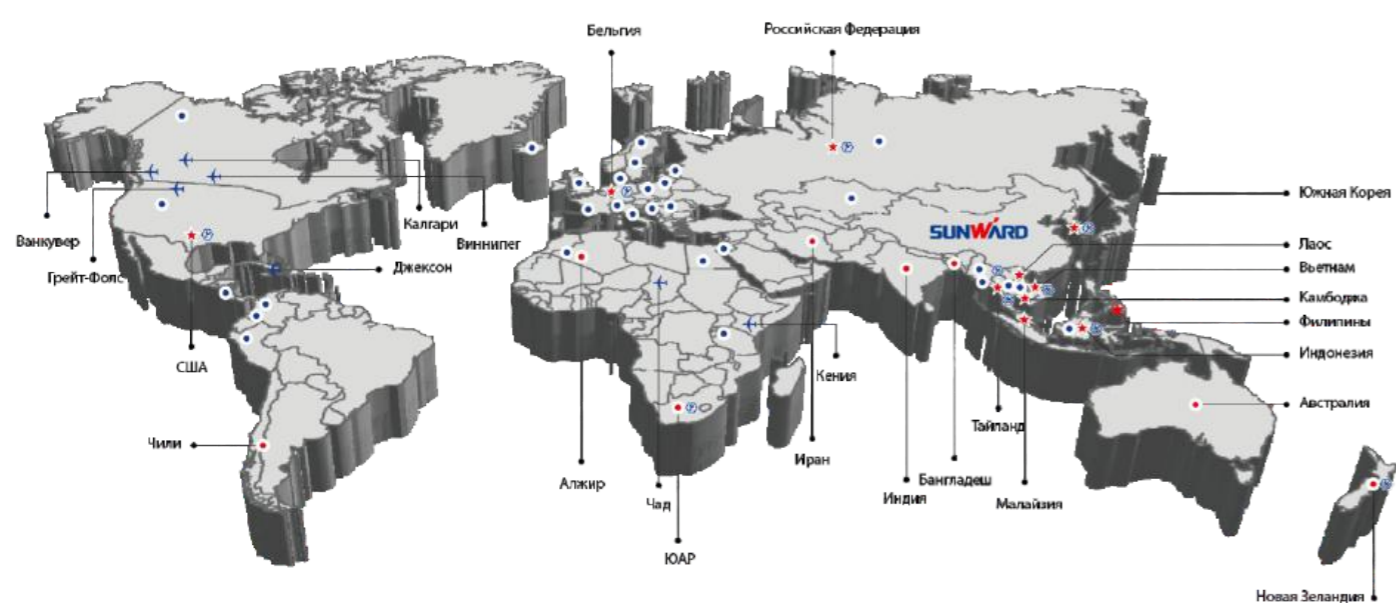 Бельгия
Российская Федерация
Южная Корея
SUNWARD
Калгари
Ванкувер
Виннипег
Лаос
Джексон
Вьетнам
Грейт-Фолс
Камбоджа
Филипины
Индонезия
США
Кения
Австралия
Тайланд
Чили
Иран
Алжир
Бангладеш
Индия
Чад
Малайзия
ЮАР
Новая Зеландия